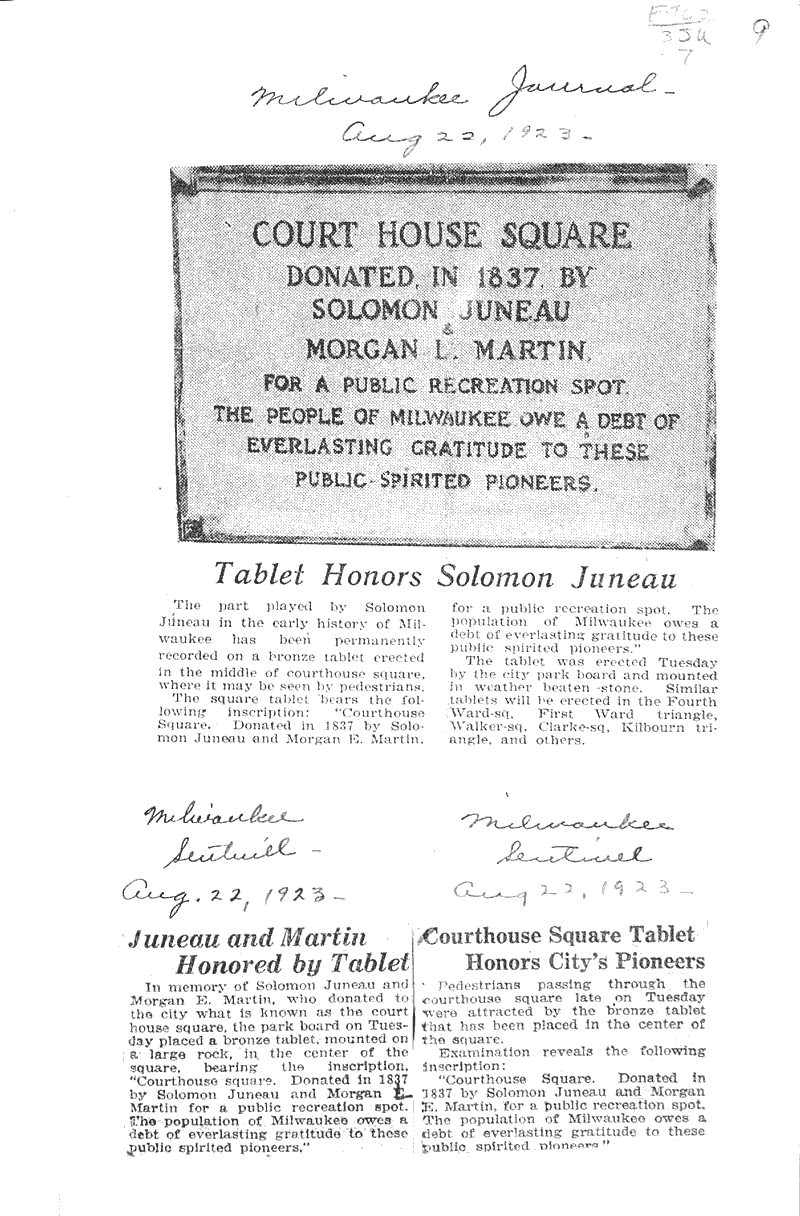 9
Milwaukee Journal -
Aug 22, 1923 -
COURT HOUSE SQUARE
DONATED, IN 1837, BY
SOLOMON JUNEAU
&
MORGAN L. MARTIN,
FOR A PUBLIC RECREATION SPOT.
THE PEOPLE OF MILWAUKEE OWE A DEBT OF
EVERLASTING GRATITUDE TO THESE
PUBLIC-SPIRITED PIONEERS.
Tablet Honors Solomon Juneau
The part played by Solomon
Juneau in the early history of Mil-
waukee has been permanently
recorded on a bronze tablet erected
in the middle of courthouse square,
where it may be seen by pedestrians.
The square tablet bears the fol-
lowing inscription: "Courthouse
Square. Donated in 1837 by Solo-
mon Juneau and Morgan E. Martin,
for a public recreation spot. The
population of Milwaukee owes a
debt of everlasting gratitude to these
public spirited pioneers."
The tablet was erected Tuesday
by the city park board and mounted
in weather beaten stone. Similar
tablets will be erected in the Fourth
Ward-sq, First Ward triangle,
Walker-sq, Clarke-sq, Kilbourn tri-
angle, and others.
Milwaukee
Sentinel -
Aug. 22, 1923 -
Juneau and Martin
Honored by Tablet
In memory of Solomon Juneau and
Morgan E. Martin, who donated to
the city what is known as the court
house square, the park board on Tues-
day placed a bronze tablet, mounted on
a large rock, in the center of the
square, bearing the inscription,
"Courthouse square. Donated in 1837
by Solomon Juneau and Morgan E.
Martin for a public recreation spot.
The population of Milwaukee owes a
debt of everlasting gratitude to these
public spirited pioneers."
Milwaukee
Sentinel
Aug 22, 1923 -
Courthouse Square Tablet
Honors City's Pioneers
Pedestrians passing through the
courthouse square late on Tuesday
were attracted by the bronze tablet
that has been placed in the center of
the square.
Examination reveals the following
inscription:
"Courthouse Square. Donated in
1837 by Solomon Juneau and Morgan
E. Martin, for a public recreation spot.
The population of Milwaukee owes a
debt of everlasting gratitude to these
public spirited pioneers"